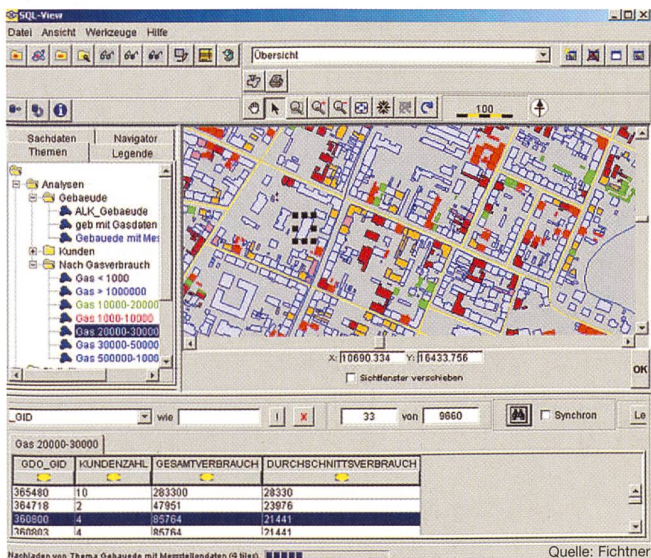 SQL-View
Datei Ansicht Werkzeuge Hilfe
Übersicht
100
Sachdaten Navigator
Themen Legende
Analysen
Gebaeude
ALK_Gebaeude
geb mit Gasdaten
Gebaeude mit Mes
Kunden
Nach Gasverbrauch
Gas < 1000
Gas > 1000000
Gas 10000-20000
Gas 1000-10000
Gas 20000-30000
Gas 30000-50000
Gas 500000-1000
X: 10690.334 Y: 16433.756
Sichtfenster verschieben
OK
_GID wie ! X 33 von 9660 Synchron Le
Gas 20000-30000
GDO_GID KUNDENZAHL GESAMTVERBRAUCH DURCHSCHNITTSVERBRAUCH
365480 10 283300 28330
364718 2 47951 23976
360800 4 85764 21441
360803 4 85764 21441
Nachladen von Thema Gebaeude mit Messstellendaten (9 tiles)
Quelle: Fichtner